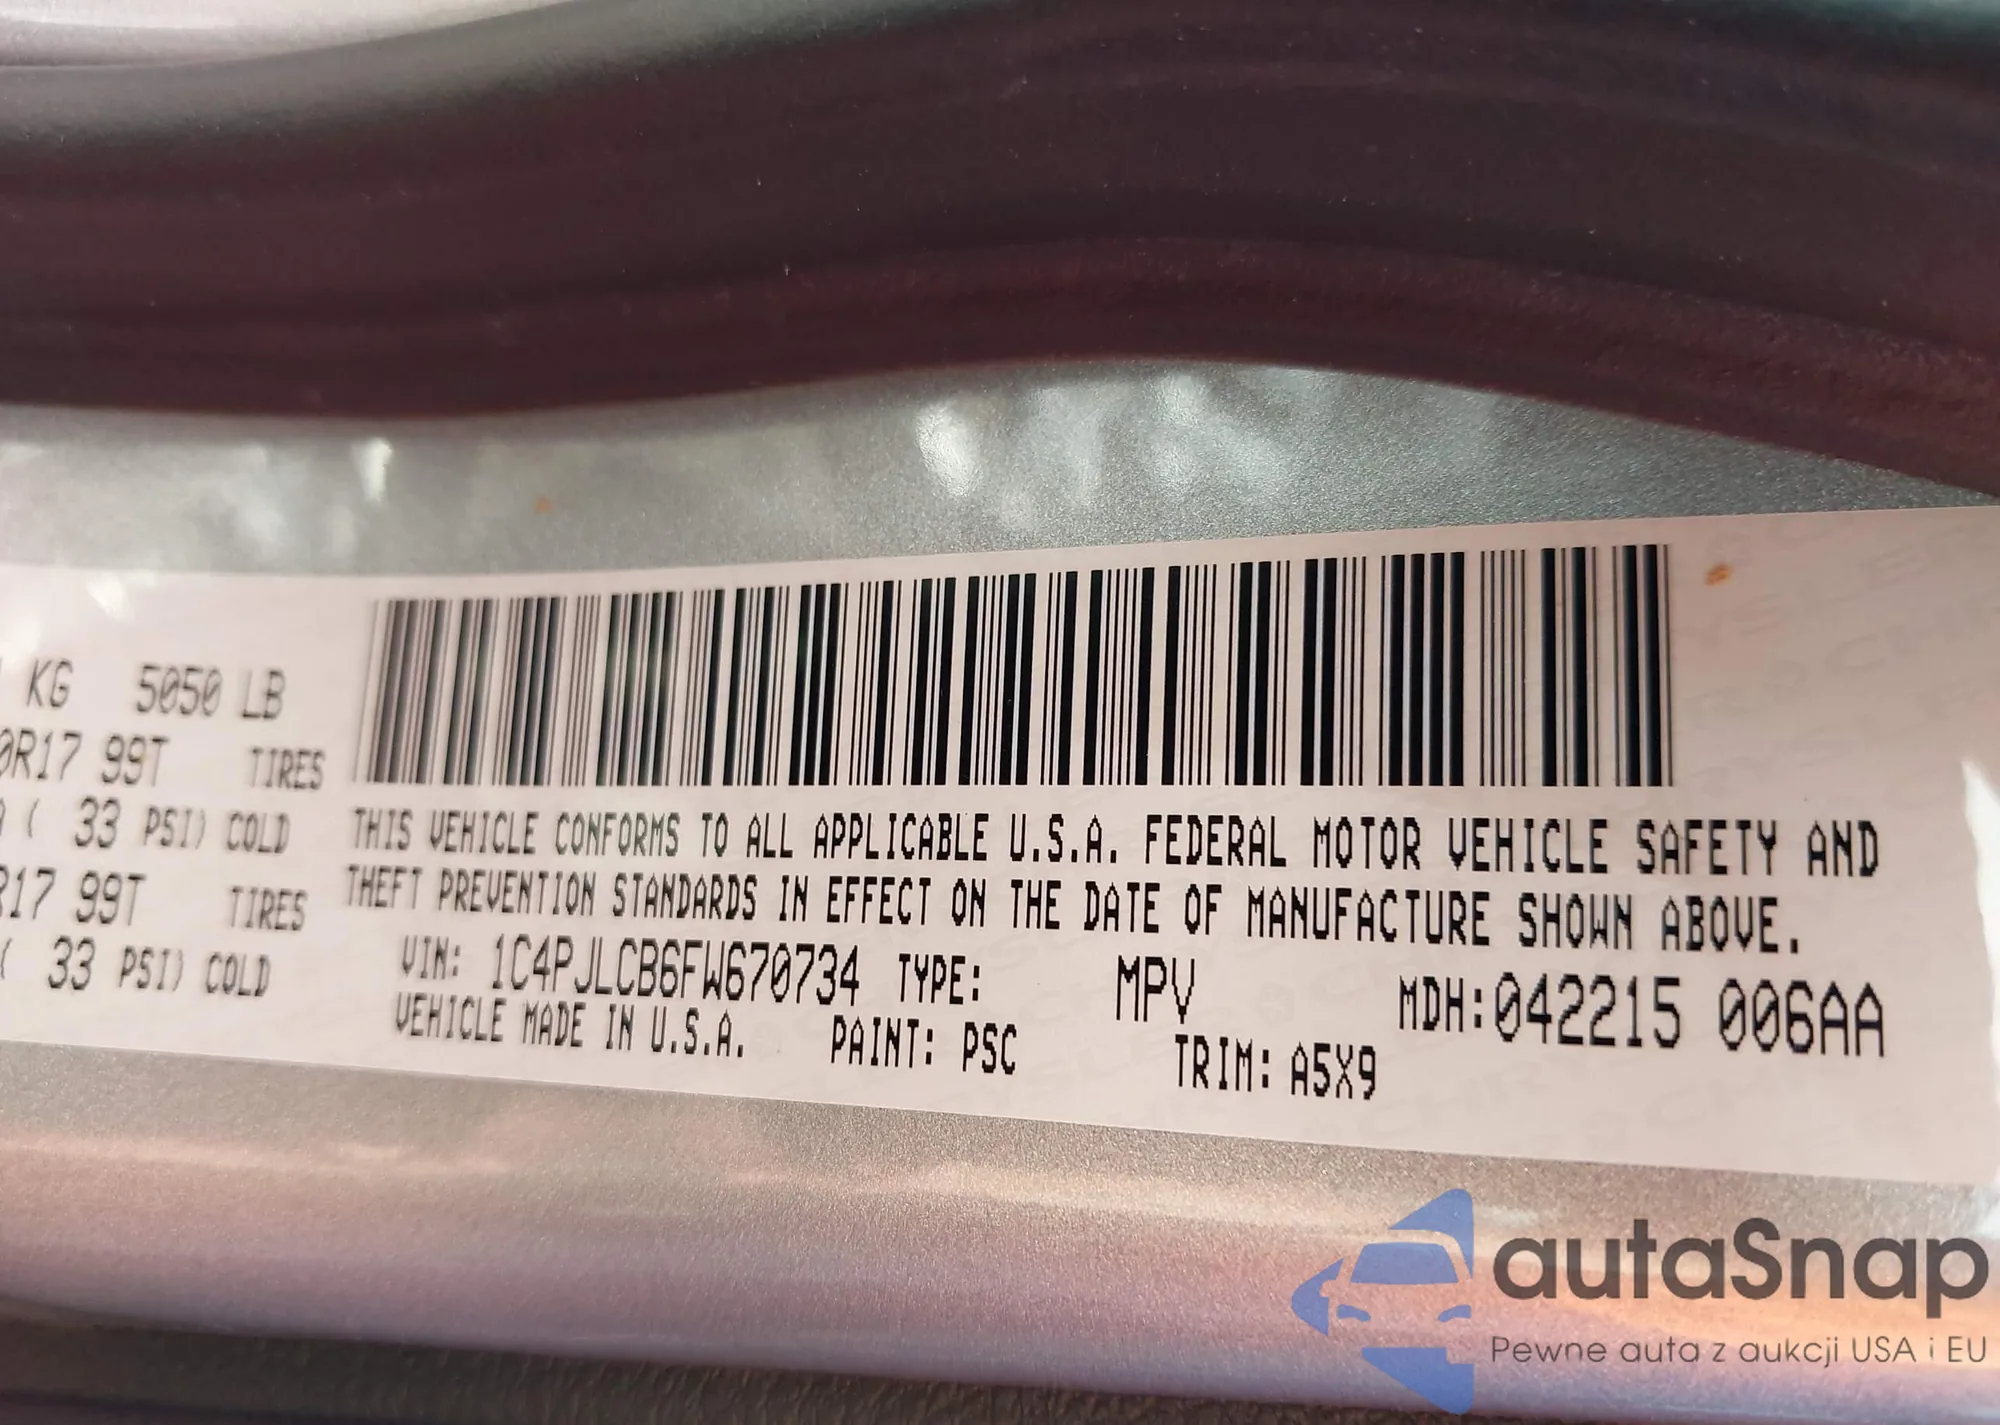 KG 5050 LB
0R17 99T TIRES
( 33 PSI) COLD
R17 99T TIRES
( 33 PSI) COLD
THIS VEHICLE CONFORMS TO ALL APPLICABLE U.S.A. FEDERAL MOTOR VEHICLE SAFETY AND
THEFT PREVENTION STANDARDS IN EFFECT ON THE DATE OF MANUFACTURE SHOWN ABOVE.
VIN: 1C4PJLCB6FW670734 TYPE: MPV MDH:042215 006AA
VEHICLE MADE IN U.S.A. PAINT: PSC TRIM: A5X9
autaSnap
Pewne auta z aukcji USA i EU